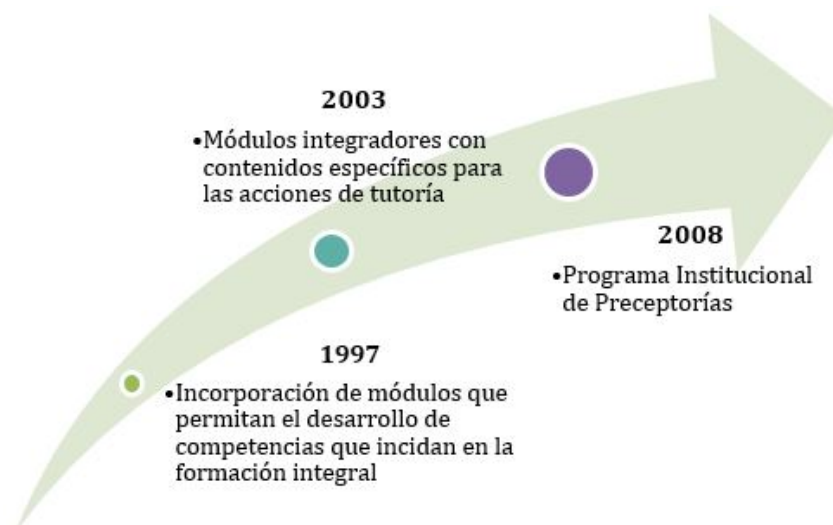 2003
•Módulos integradores con
contenidos específicos para
las acciones de tutoría
2008
•Programa Institucional
de Preceptorías
1997
•Incorporación de módulos que
permitan el desarrollo de
competencias que incidan en la
formación integral